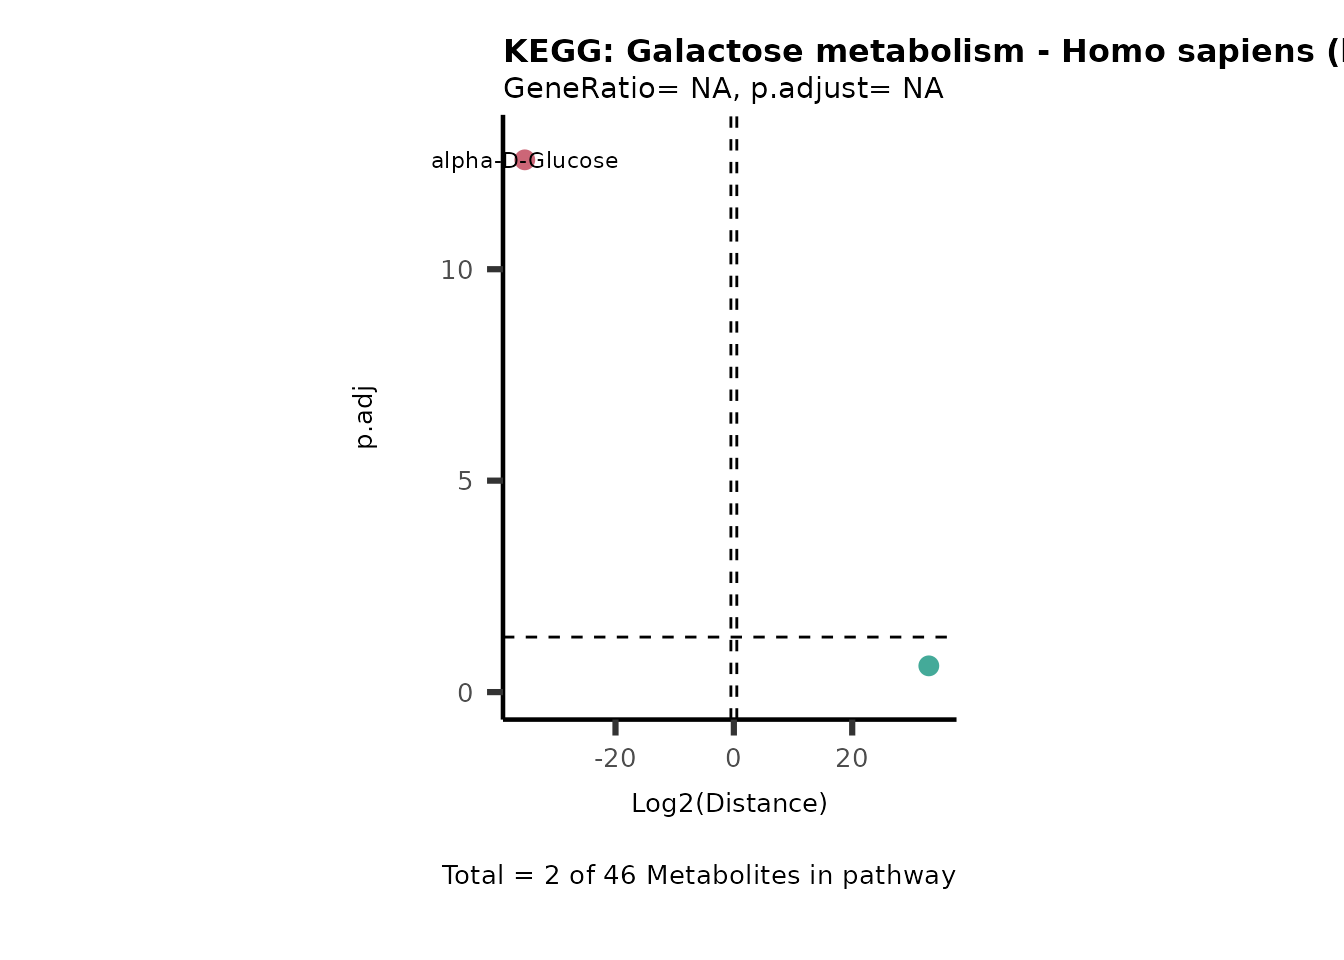 KEGG: Galactose metabolism - Homo sapiens (
GeneRatio= NA, p.adjust= NA
alpha-D-Glucose
10
5
0
p.adj
-20 0 20
Log2(Distance)
Total = 2 of 46 Metabolites in pathway